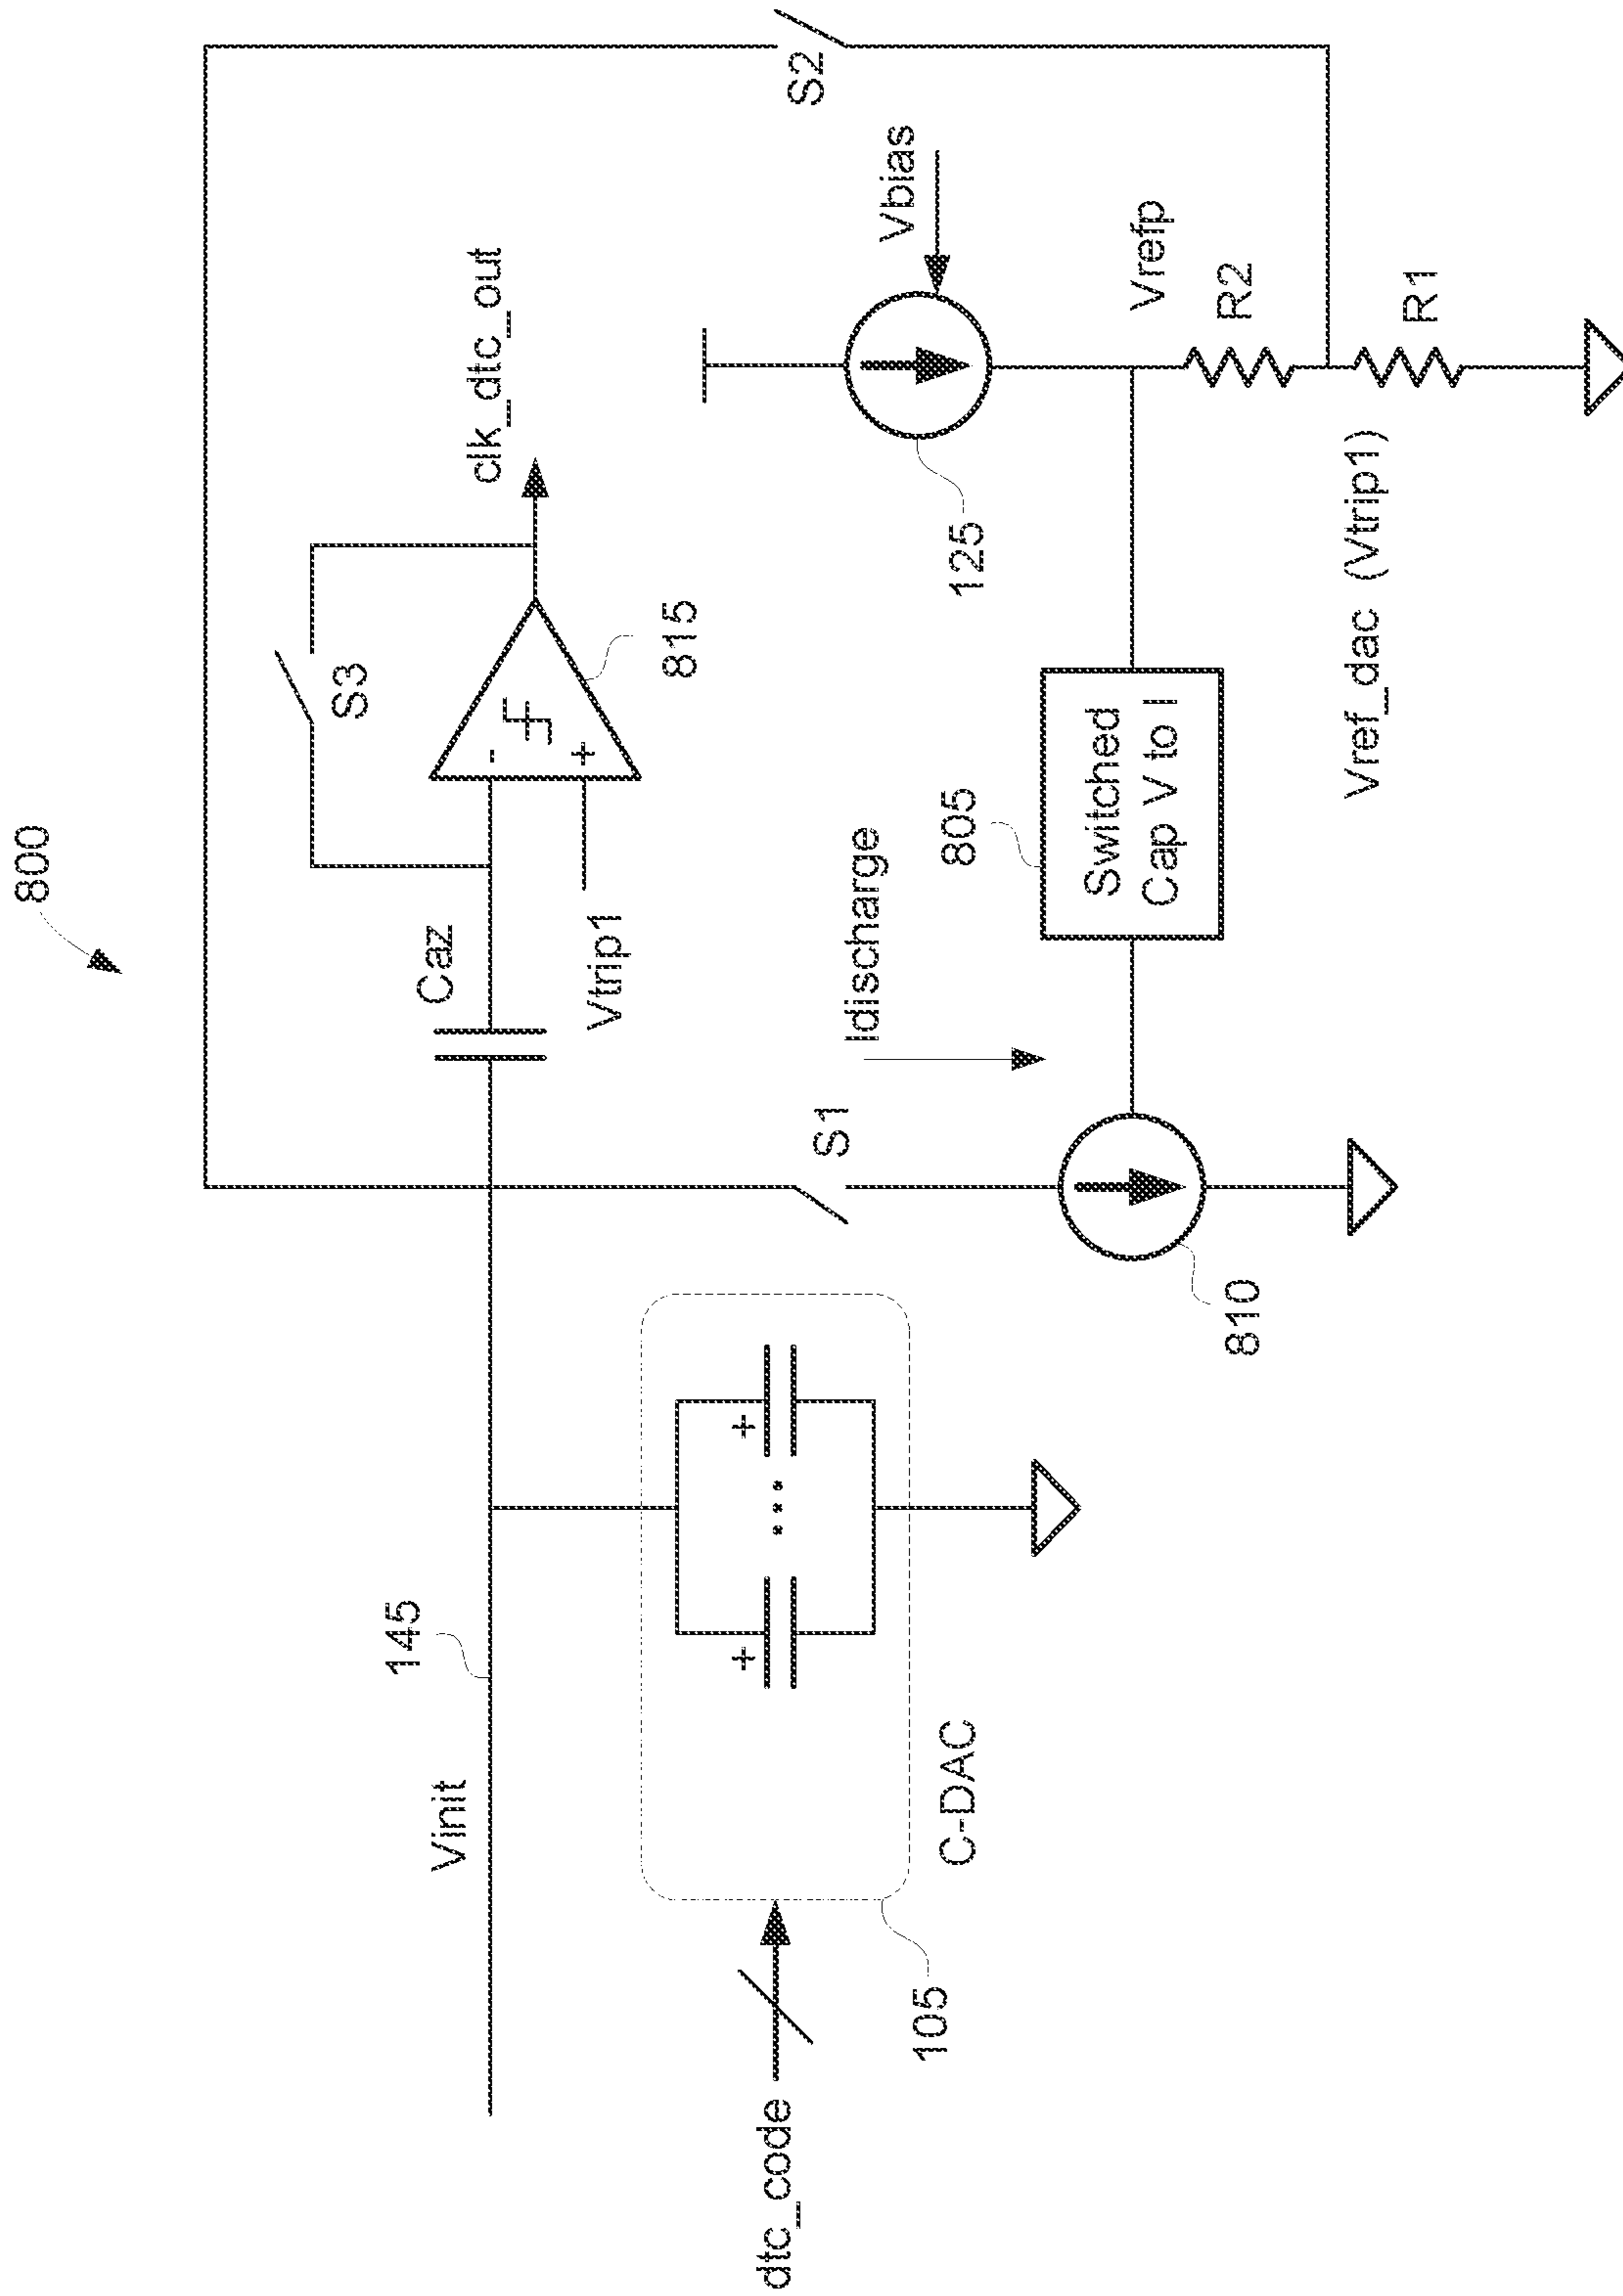 800
S2
clk_dtc_out
S3
Vbias
Caz
-
+
815
Vtrip1
125
Vrefp
R2
145
Vinit
S1
Idischarge
805
Switched
Cap V to I
R1
Vref_dac (Vtrip1)
+
+
...
dtc_code
105
C-DAC
810